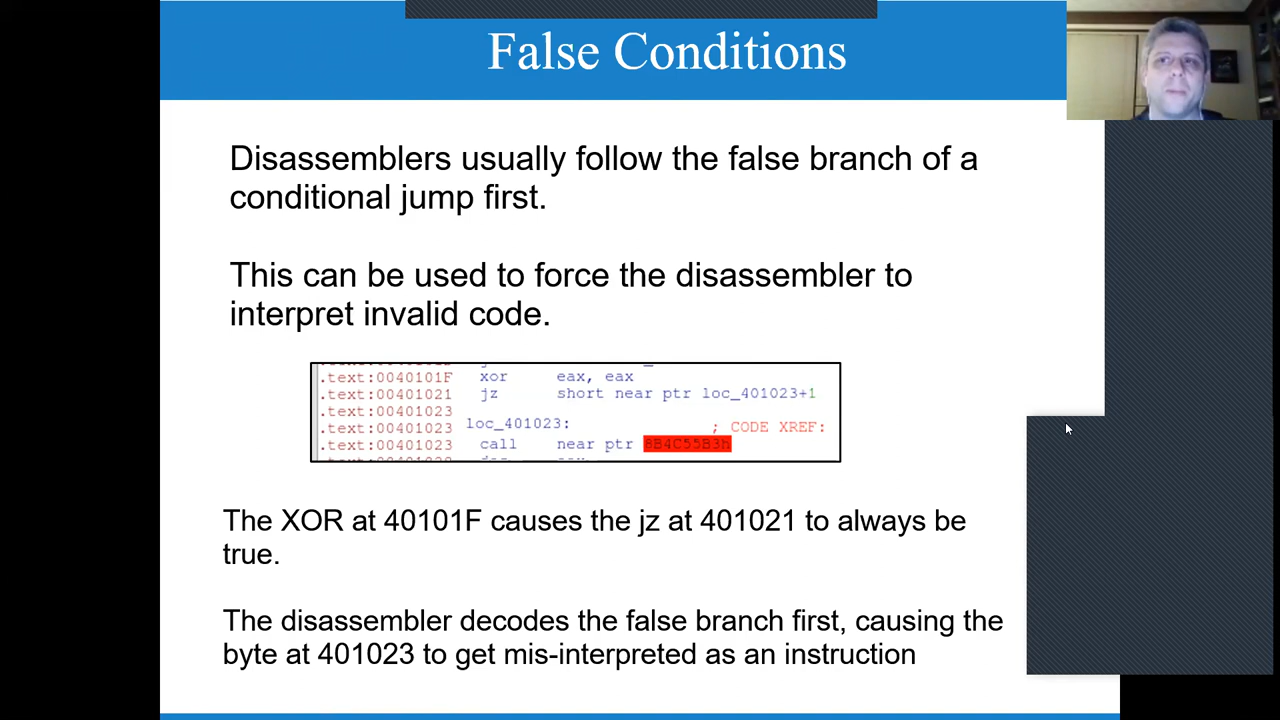 False Conditions
Disassemblers usually follow the false branch of a
conditional jump first.
This can be used to force the disassembler to
interpret invalid code.
.text:0040101F xor eax, eax
.text:00401021 jz short near ptr loc_401023+1
.text:00401023
.text:00401023 loc_401023: ; CODE XREF:
.text:00401023 call near ptr 8B4C55B3h
The XOR at 40101F causes the jz at 401021 to always be
true.
The disassembler decodes the false branch first, causing the
byte at 401023 to get mis-interpreted as an instruction